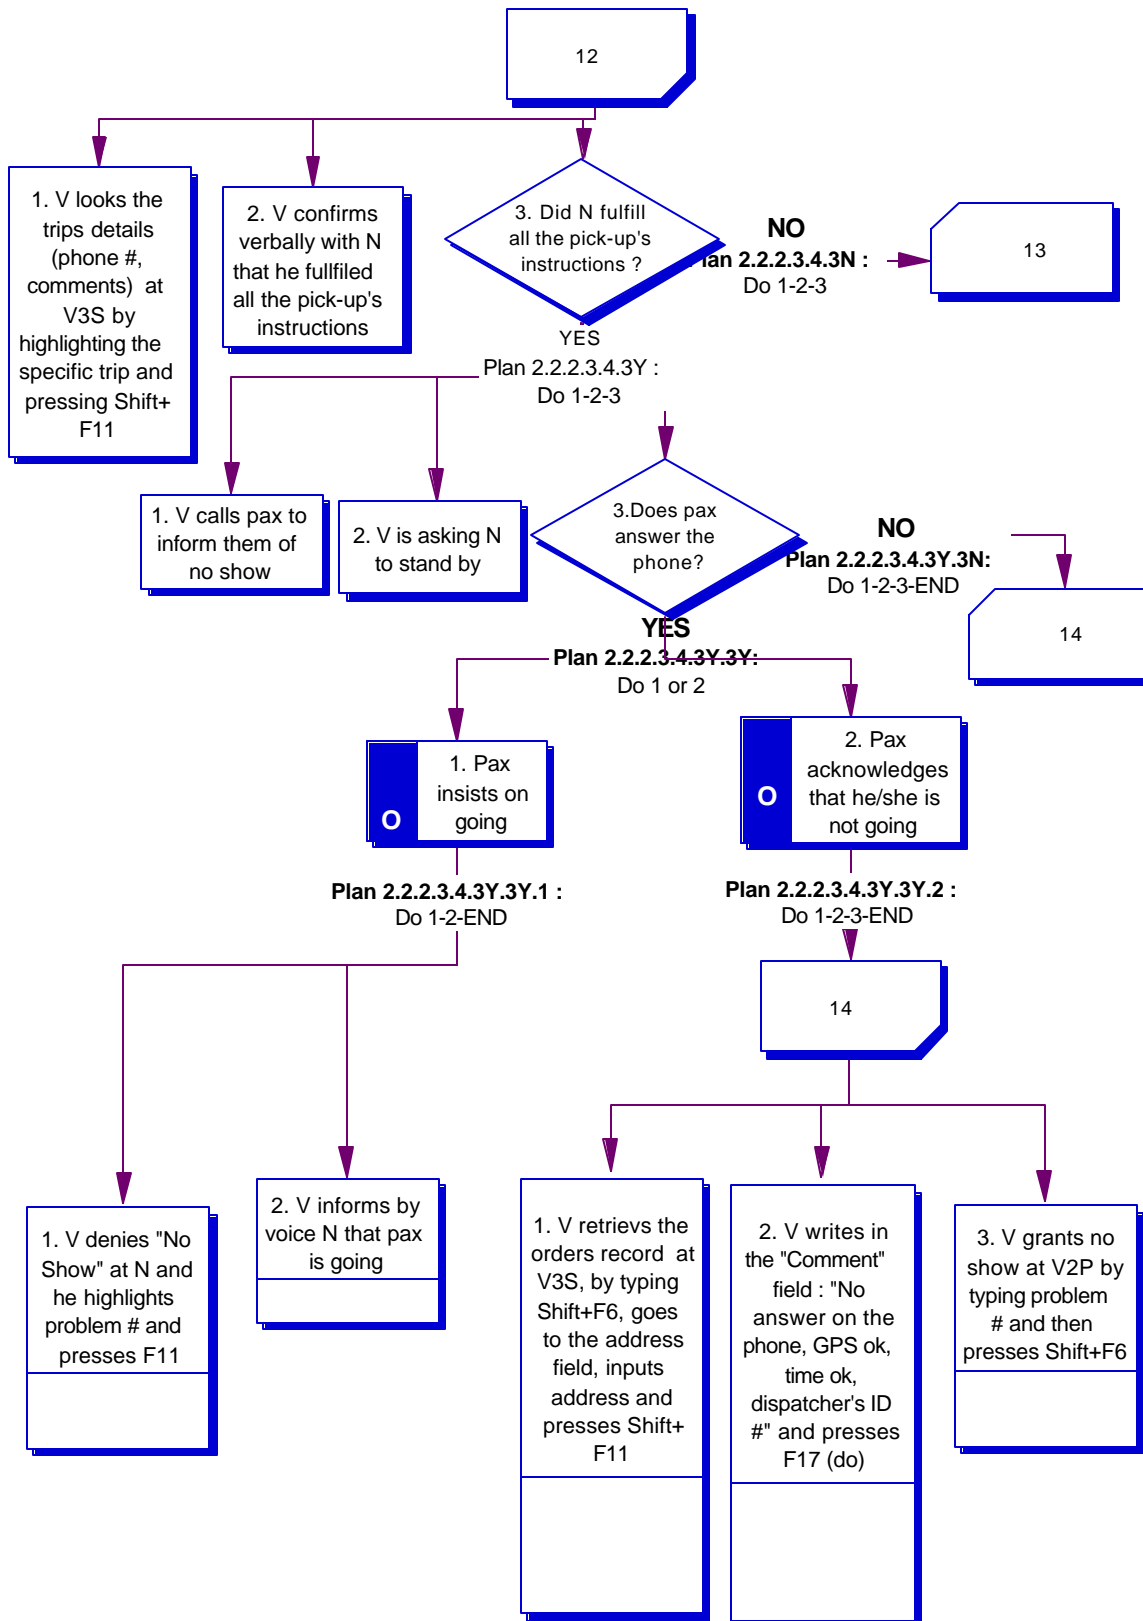 12
1. V looks the
trips details
(phone #,
comments) at
V3S by
highlighting the
specific trip and
pressing Shift+
F11
2. V confirms
verbally with N
that he fullfiled
all the pick-up's
instructions
3. Did N fulfill
all the pick-up's
instructions ?
NO
Plan 2.2.2.3.4.3N :
Do 1-2-3
13
YES
Plan 2.2.2.3.4.3Y :
Do 1-2-3
1. V calls pax to
inform them of
no show
2. V is asking N
to stand by
3.Does pax
answer the
phone?
NO
Plan 2.2.2.3.4.3Y.3N:
Do 1-2-3-END
14
YES
Plan 2.2.2.3.4.3Y.3Y:
Do 1 or 2
O
1. Pax
insists on
going
O
2. Pax
acknowledges
that he/she is
not going
Plan 2.2.2.3.4.3Y.3Y.1 :
Do 1-2-END
Plan 2.2.2.3.4.3Y.3Y.2 :
Do 1-2-3-END
14
1. V denies "No
Show" at N and
he highlights
problem # and
presses F11
2. V informs by
voice N that pax
is going
1. V retrievs the
orders record at
V3S, by typing
Shift+F6, goes
to the address
field, inputs
address and
presses Shift+
F11
2. V writes in
the "Comment"
field : "No
answer on the
phone, GPS ok,
time ok,
dispatcher's ID
#" and presses
F17 (do)
3. V grants no
show at V2P by
typing problem
# and then
presses Shift+F6